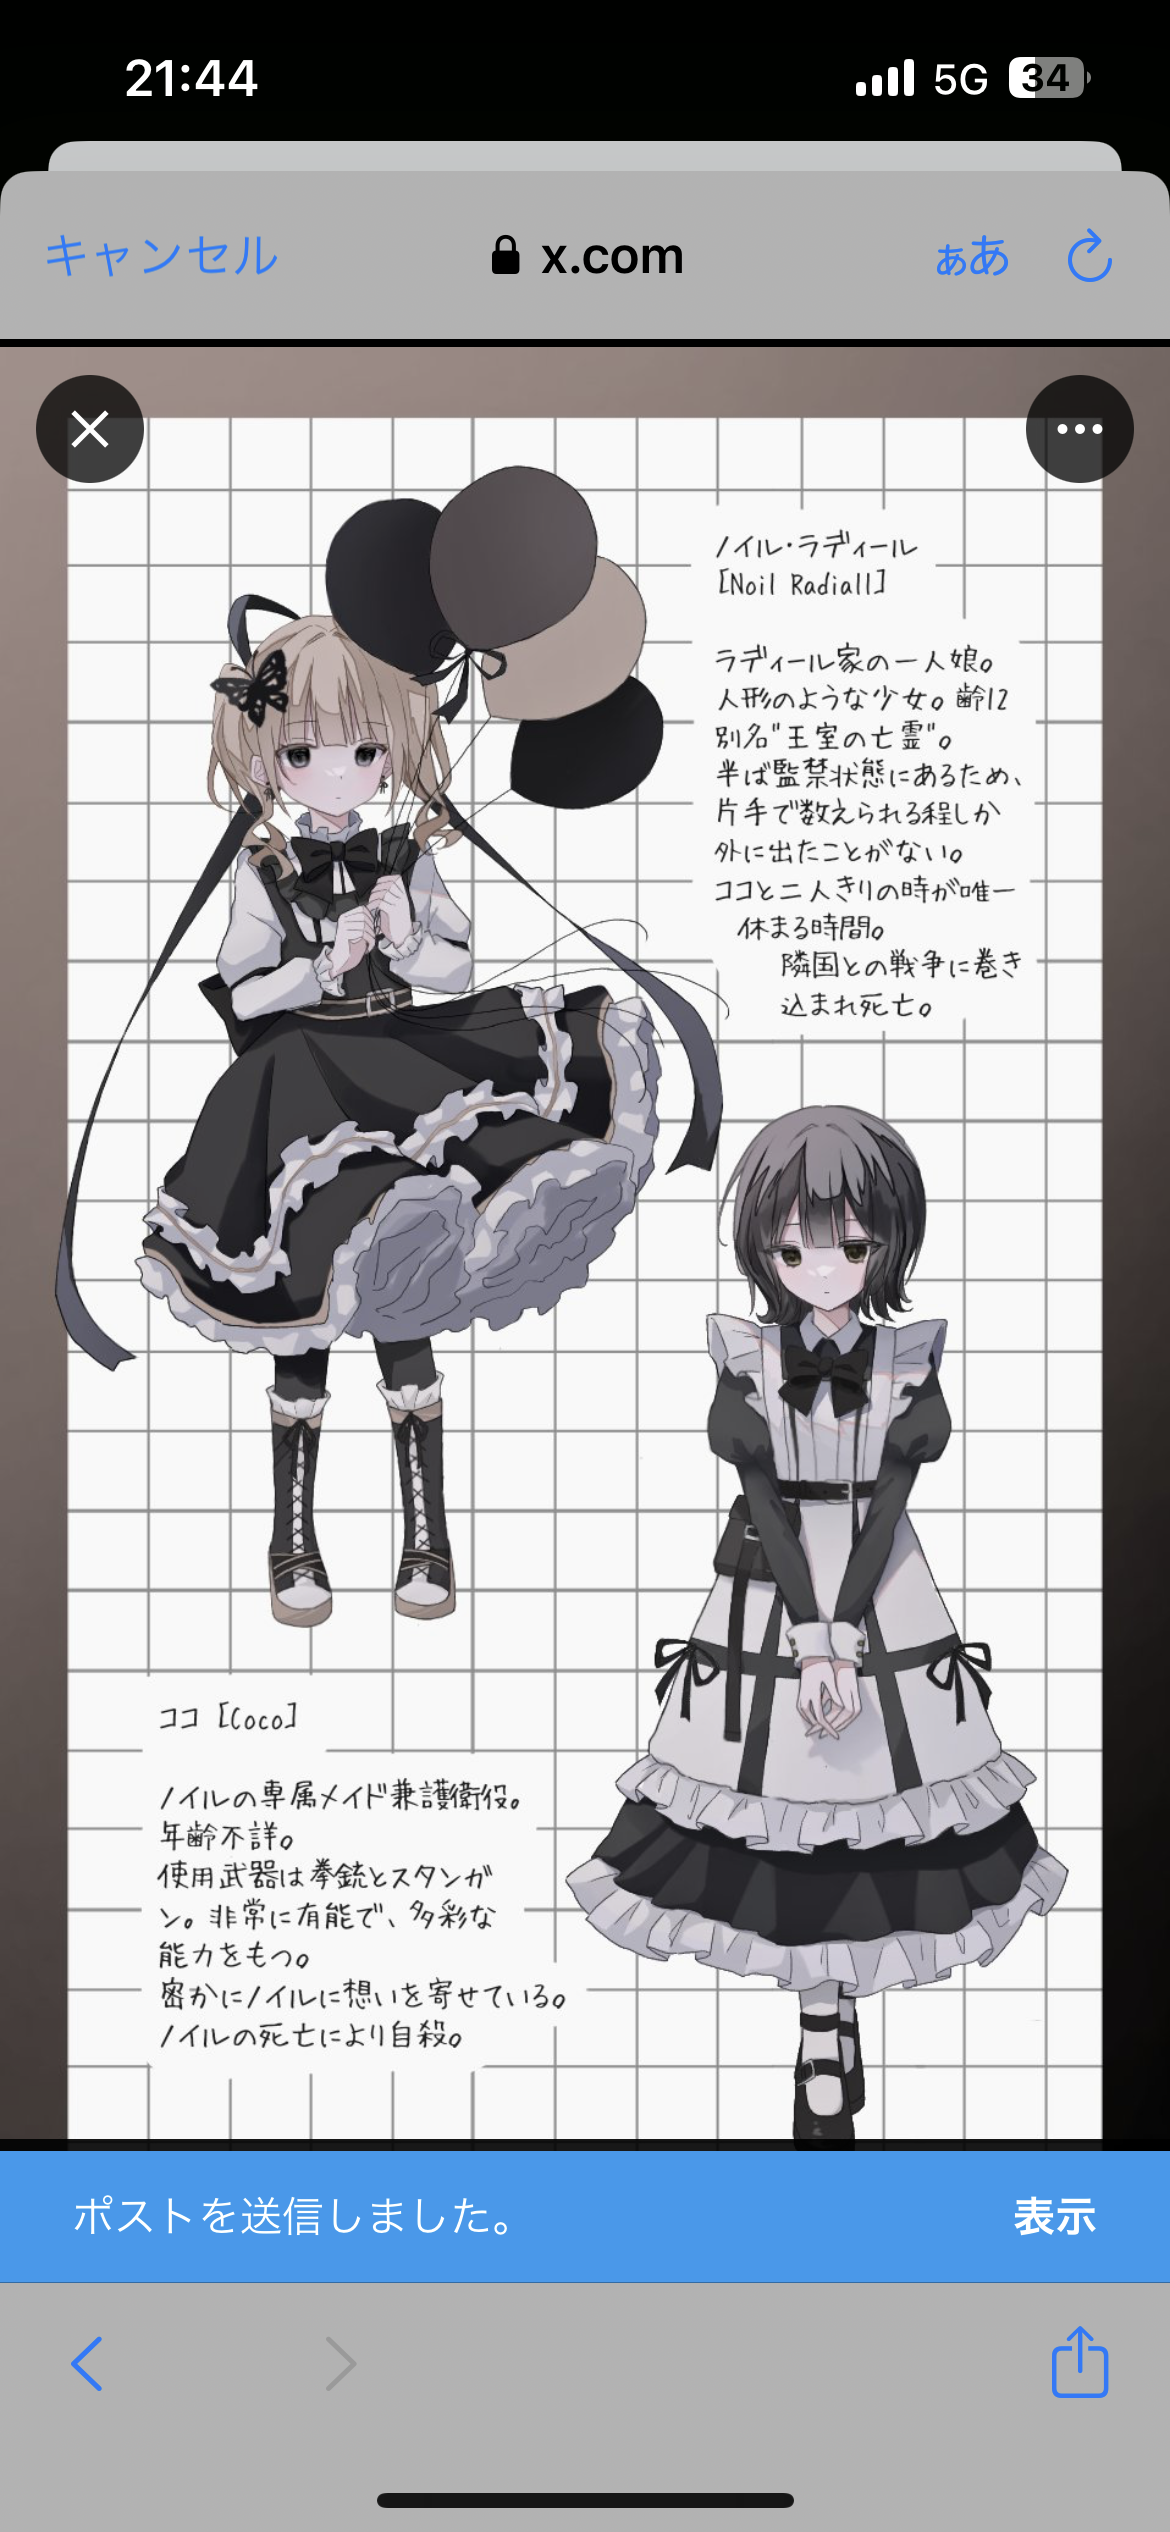 21:44
5G
34
キャンセル
x.com
ぁあ
ノイル・ラディール
[Noil Radiall]
ラディール家の一人娘。
人形のような少女。齢12
別名"王室の亡霊"。
半ば監禁状態にあるため、
片手で数えられる程しか
外に出たことがない。
ココと二人きりの時が唯一
休まる時間。
隣国との戦争に巻き
込まれ死亡。
ココ [Coco]
ノイルの専属メイド兼護衛役。
年齢不詳。
使用武器は拳銃とスタンガ
ン。非常に有能で、多彩な
能力をもつ。
密かにノイルに想いを寄せている。
ノイルの死亡により自殺。
ポストを送信しました。
表示